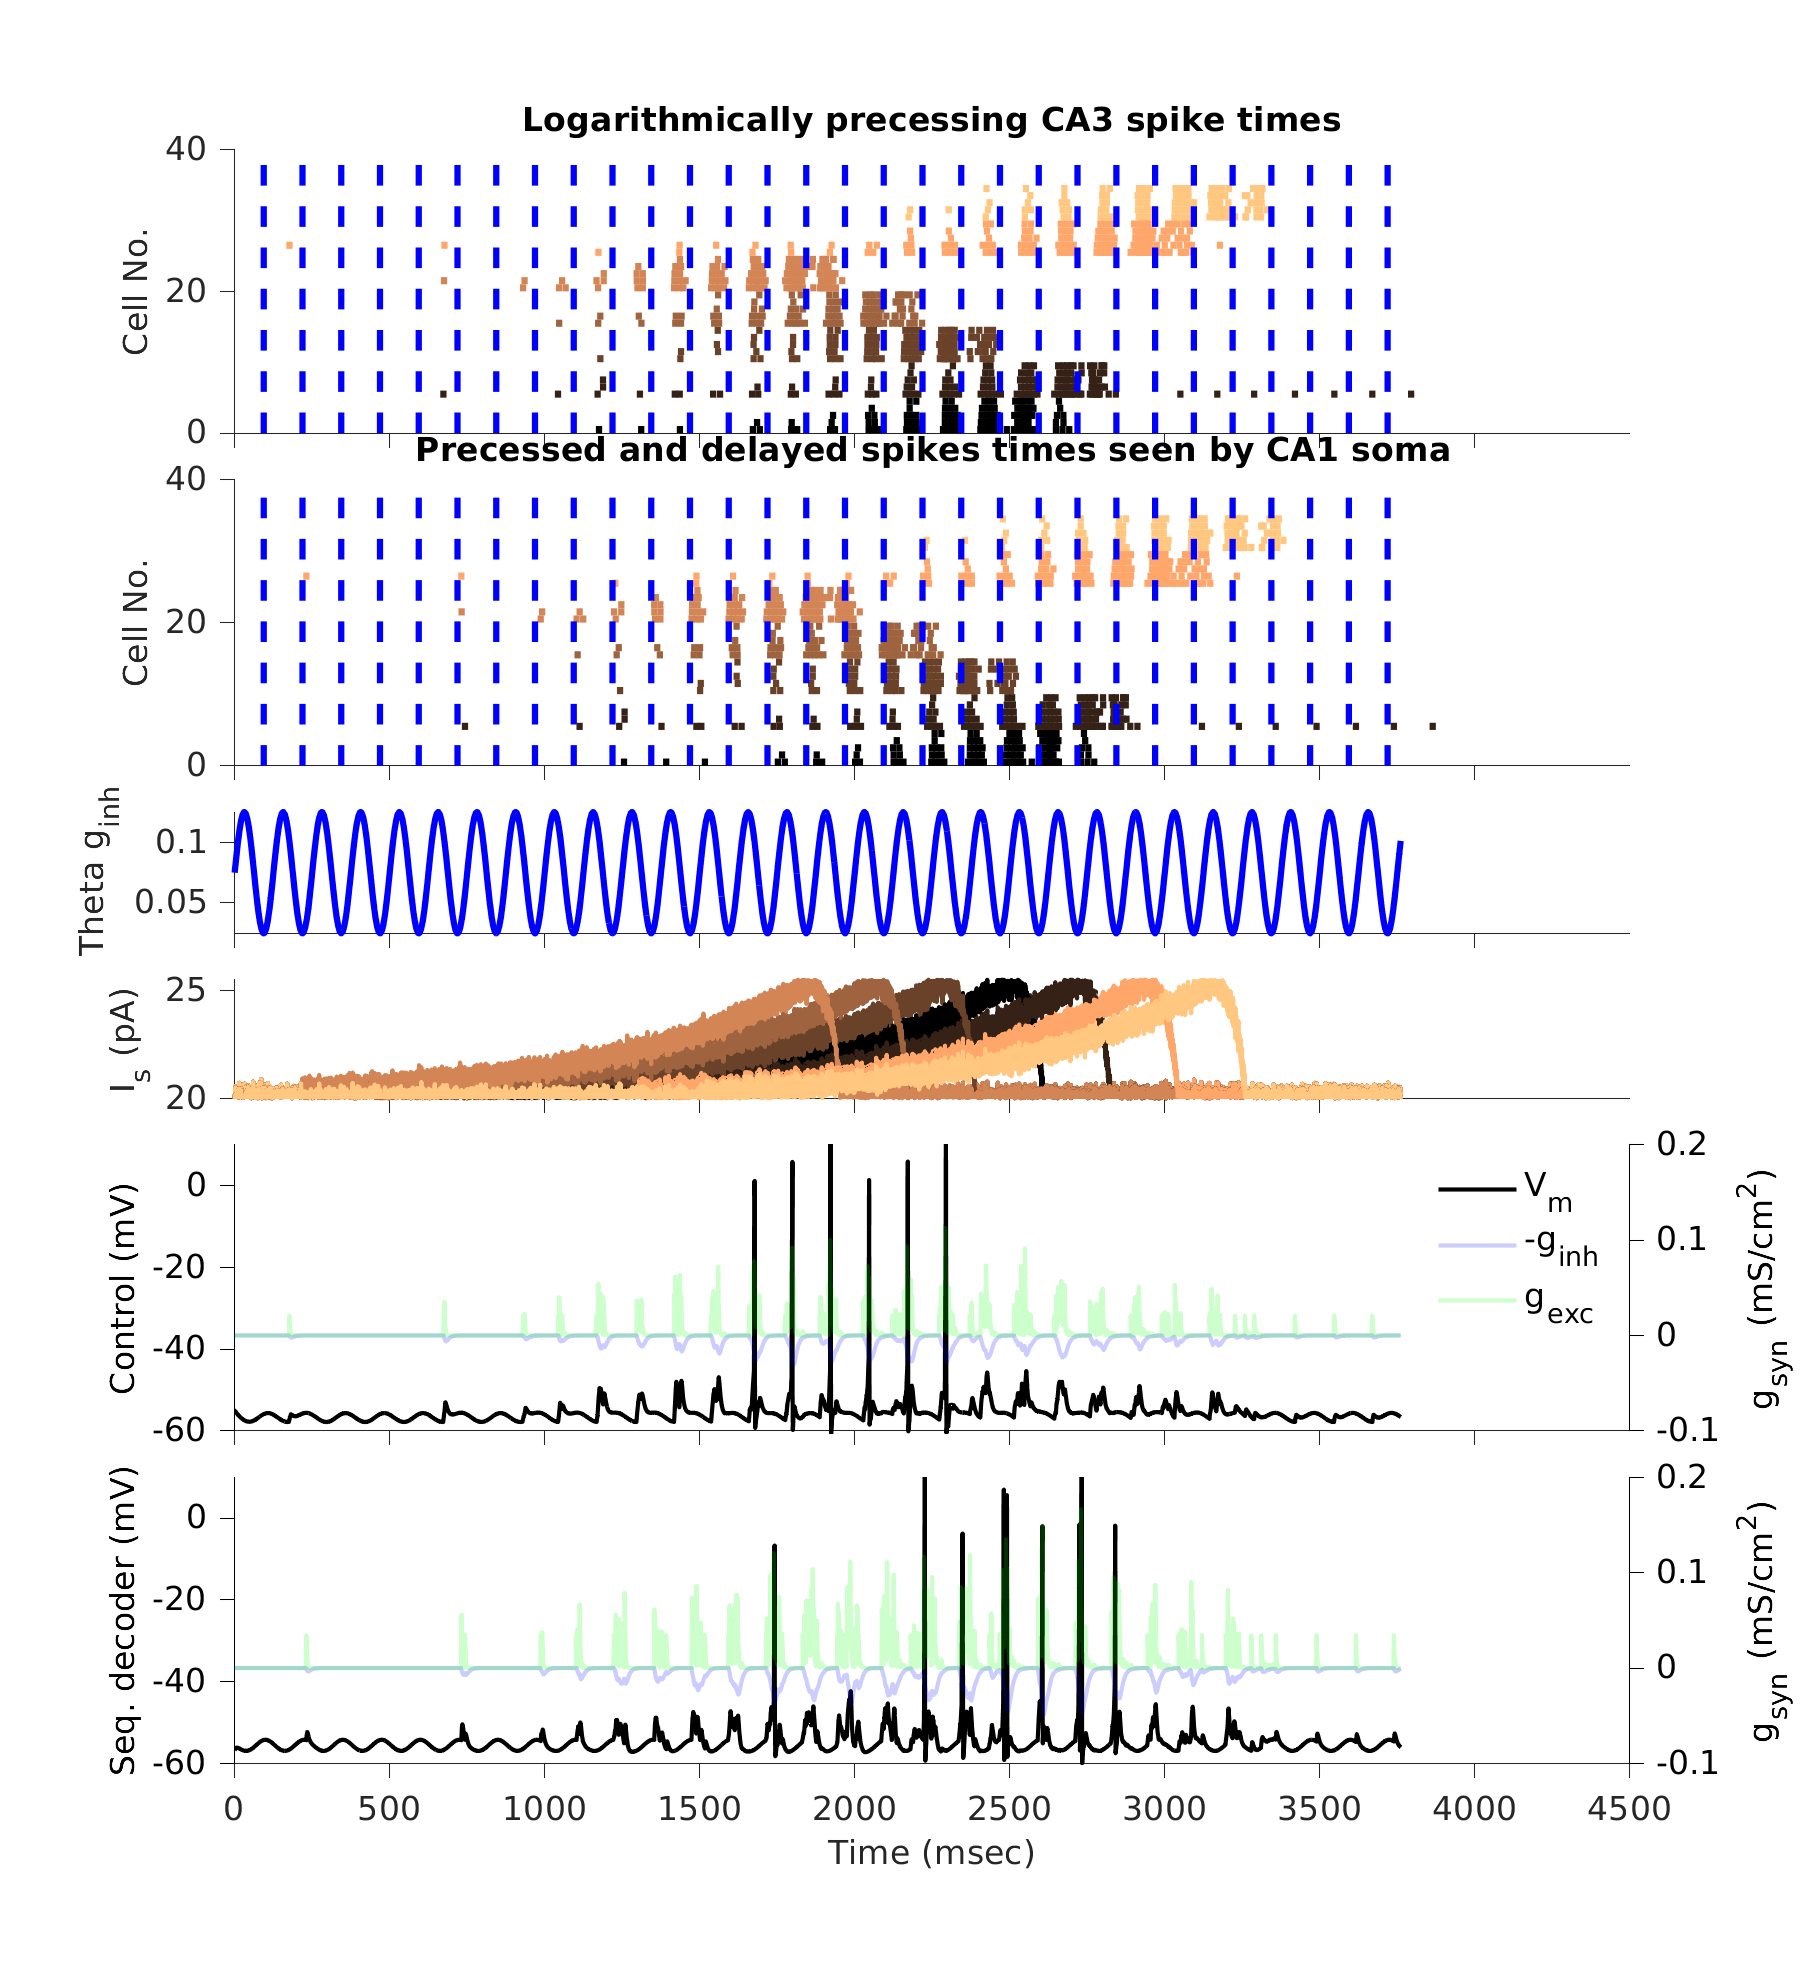 Logarithmically precessing CA3 spike times
40
20
0
Cell No.
Precessed and delayed spikes times seen by CA1 soma
40
20
0
Cell No.
0.1
0.05
Theta g_inh
25
20
I_s (pA)
0
-20
-40
-60
Control (mV)
V_m
-g_inh
g_exc
0.2
0.1
0
-0.1
g_syn (mS/cm^2)
0
-20
-40
-60
Seq. decoder (mV)
0.2
0.1
0
-0.1
g_syn (mS/cm^2)
0 500 1000 1500 2000 2500 3000 3500 4000 4500
Time (msec)